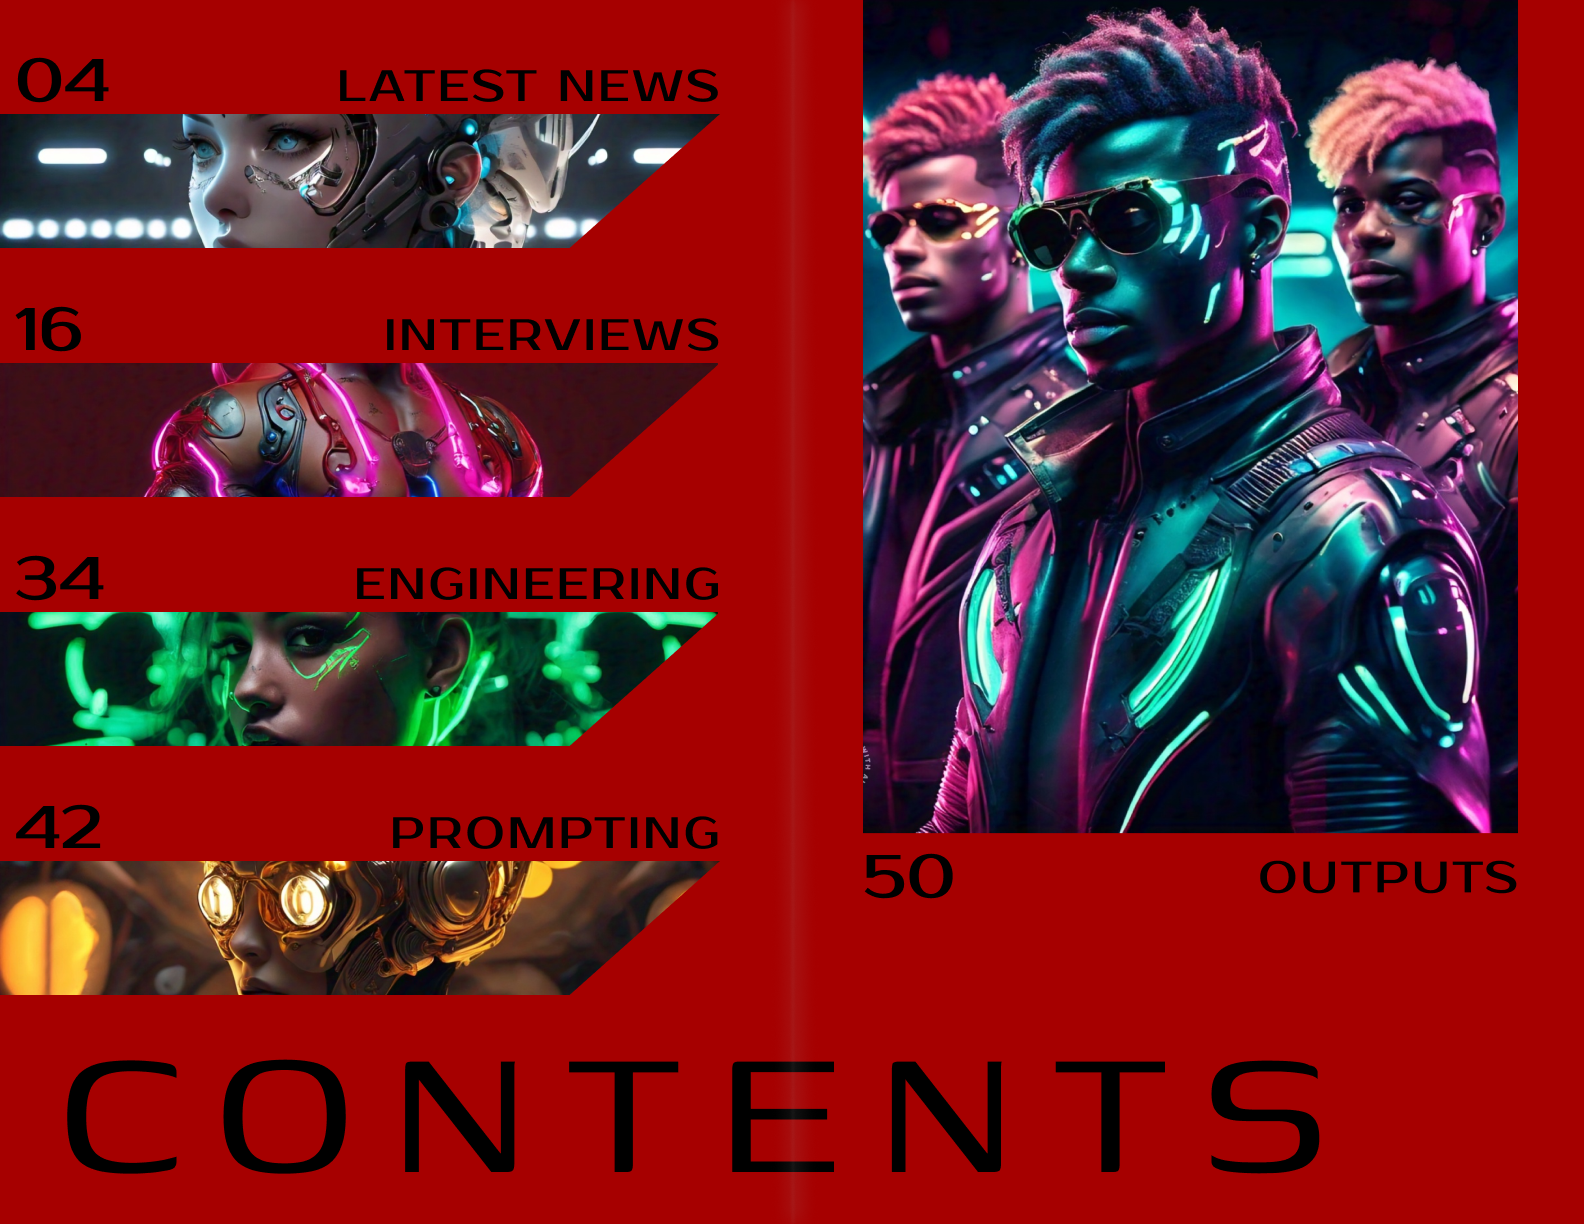 04 LATEST NEWS
16 INTERVIEWS
34 ENGINEERING
42 PROMPTING
50 OUTPUTS
CONTENTS